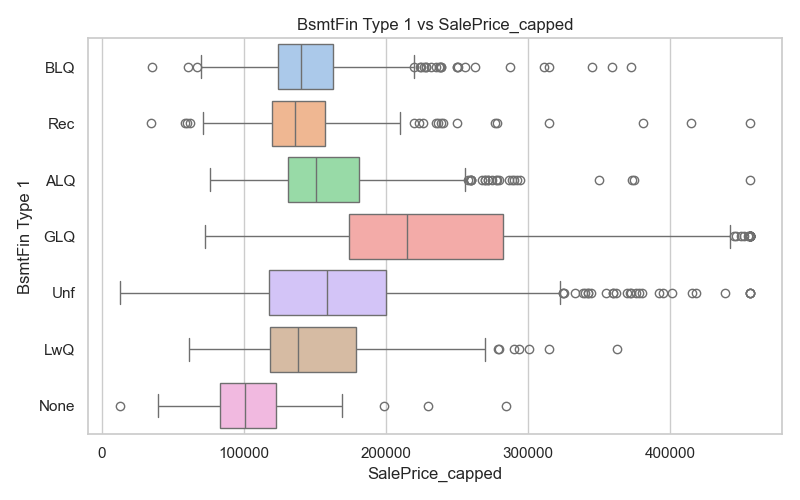 BsmtFin Type 1 vs SalePrice_capped
BsmtFin Type 1
BLQ
Rec
ALQ
GLQ
Unf
LwQ
None
0
100000
200000
300000
400000
SalePrice_capped